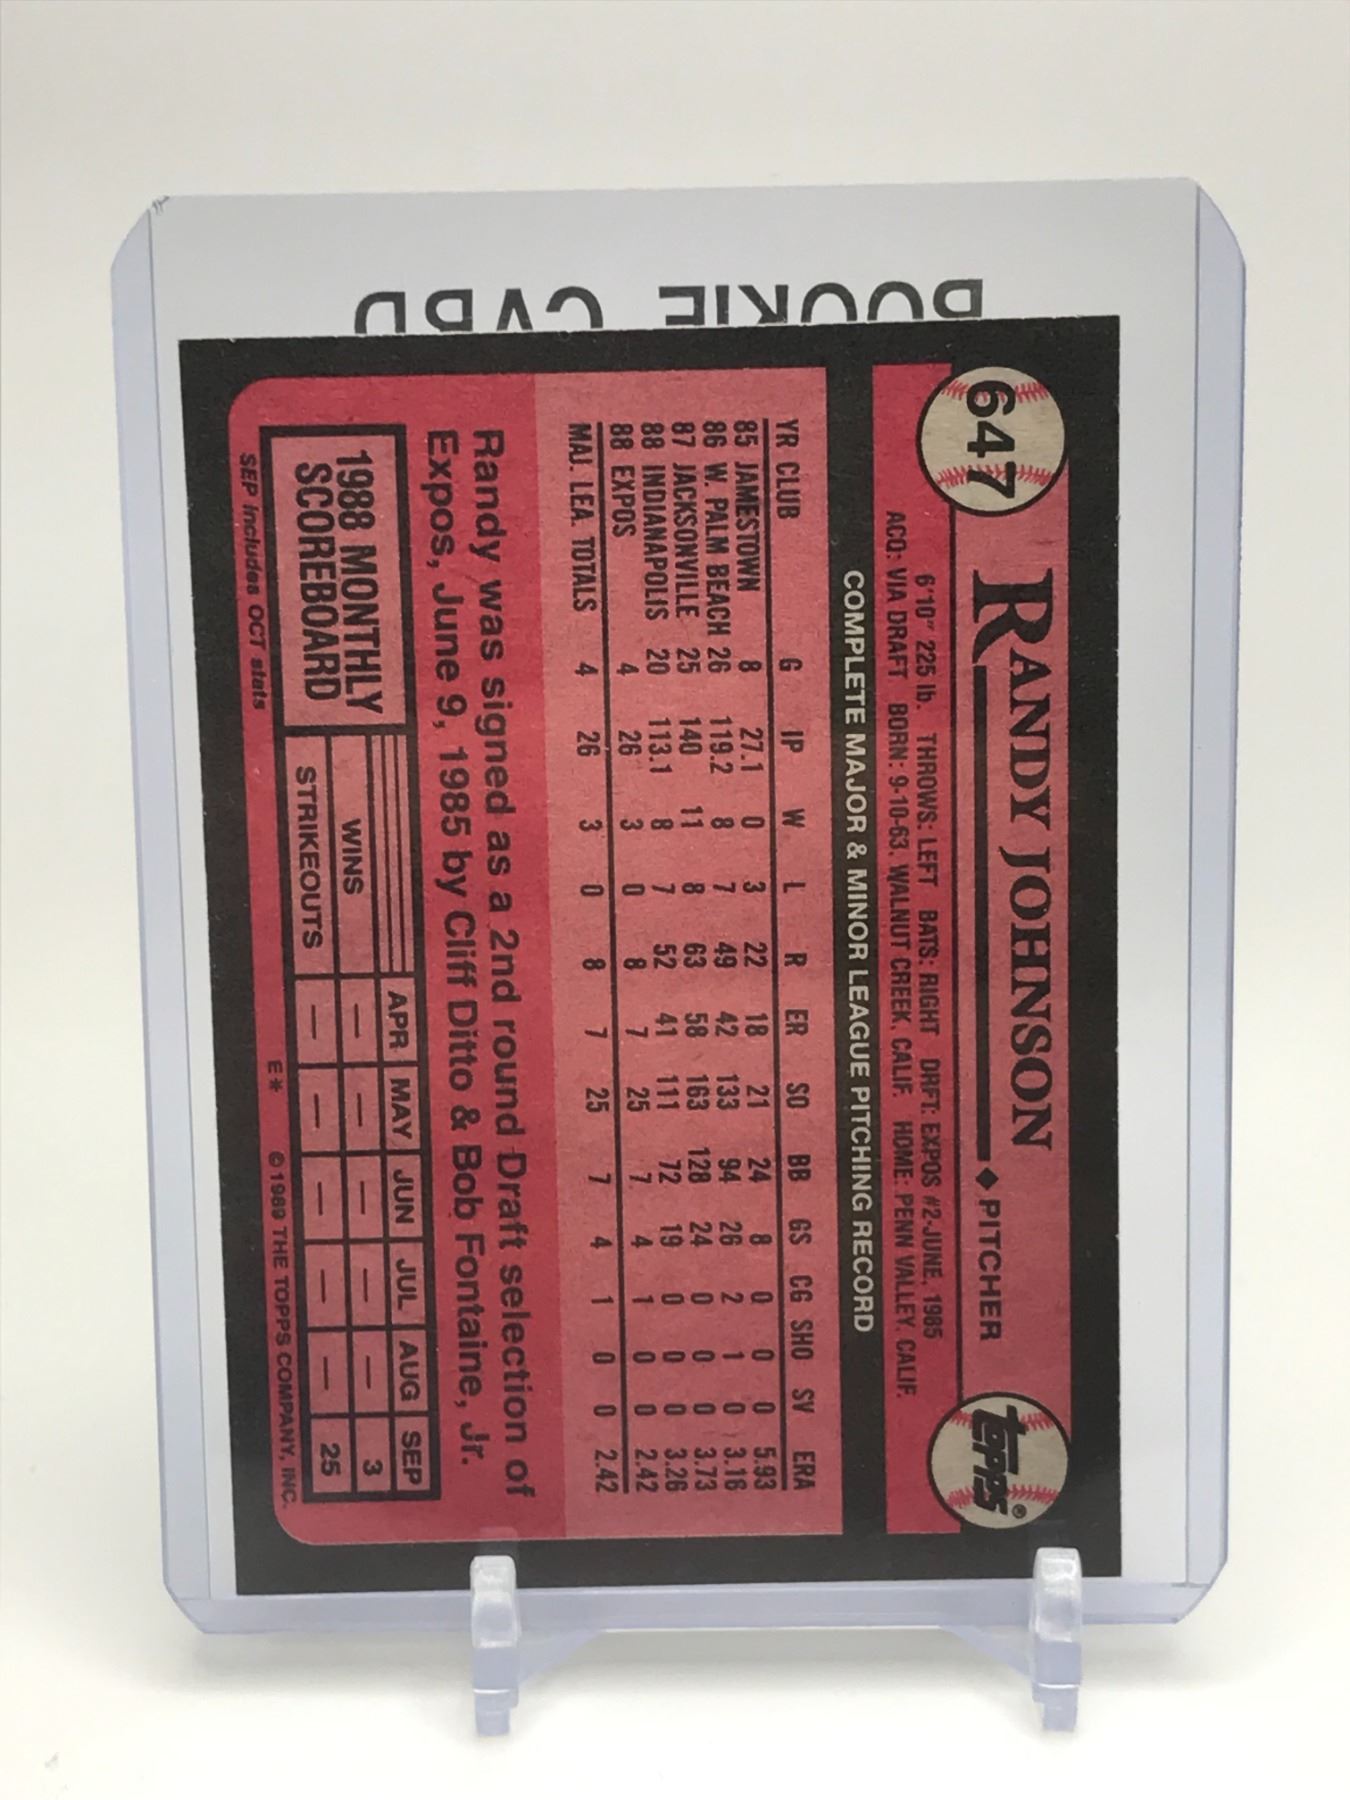 ROOKIE CARD
647
RANDY JOHNSON ◆ PITCHER
topps®
6'10" 225 lb. THROWS: LEFT BATS: RIGHT DRFT: EXPOS #2-JUNE, 1985
ACQ: VIA DRAFT BORN: 9-10-63, WALNUT CREEK, CALIF. HOME: PENN VALLEY, CALIF.
COMPLETE MAJOR & MINOR LEAGUE PITCHING RECORD
YR CLUB G IP W L R ER SO BB GS CG SHO SV ERA
85 JAMESTOWN 8 27.1 0 3 22 18 21 24 8 0 0 0 5.93
86 W. PALM BEACH 26 119.2 8 7 49 42 133 94 26 2 1 0 3.16
87 JACKSONVILLE 25 140 11 8 63 58 163 128 24 0 0 0 3.73
88 INDIANAPOLIS 20 113.1 8 7 52 41 111 72 19 0 0 0 3.26
88 EXPOS 4 26 3 0 8 7 25 7 4 1 0 0 2.42
MAJ. LEA. TOTALS 4 26 3 0 8 7 25 7 4 1 0 0 2.42
Randy was signed as a 2nd round Draft selection of
Expos, June 9, 1985 by Cliff Ditto & Bob Fontaine, Jr.
1988 MONTHLY
SCOREBOARD
APR MAY JUN JUL AUG SEP
WINS — — — — — 3
STRIKEOUTS — — — — — 25
SEP includes OCT stats
E* © 1989 THE TOPPS COMPANY, INC.